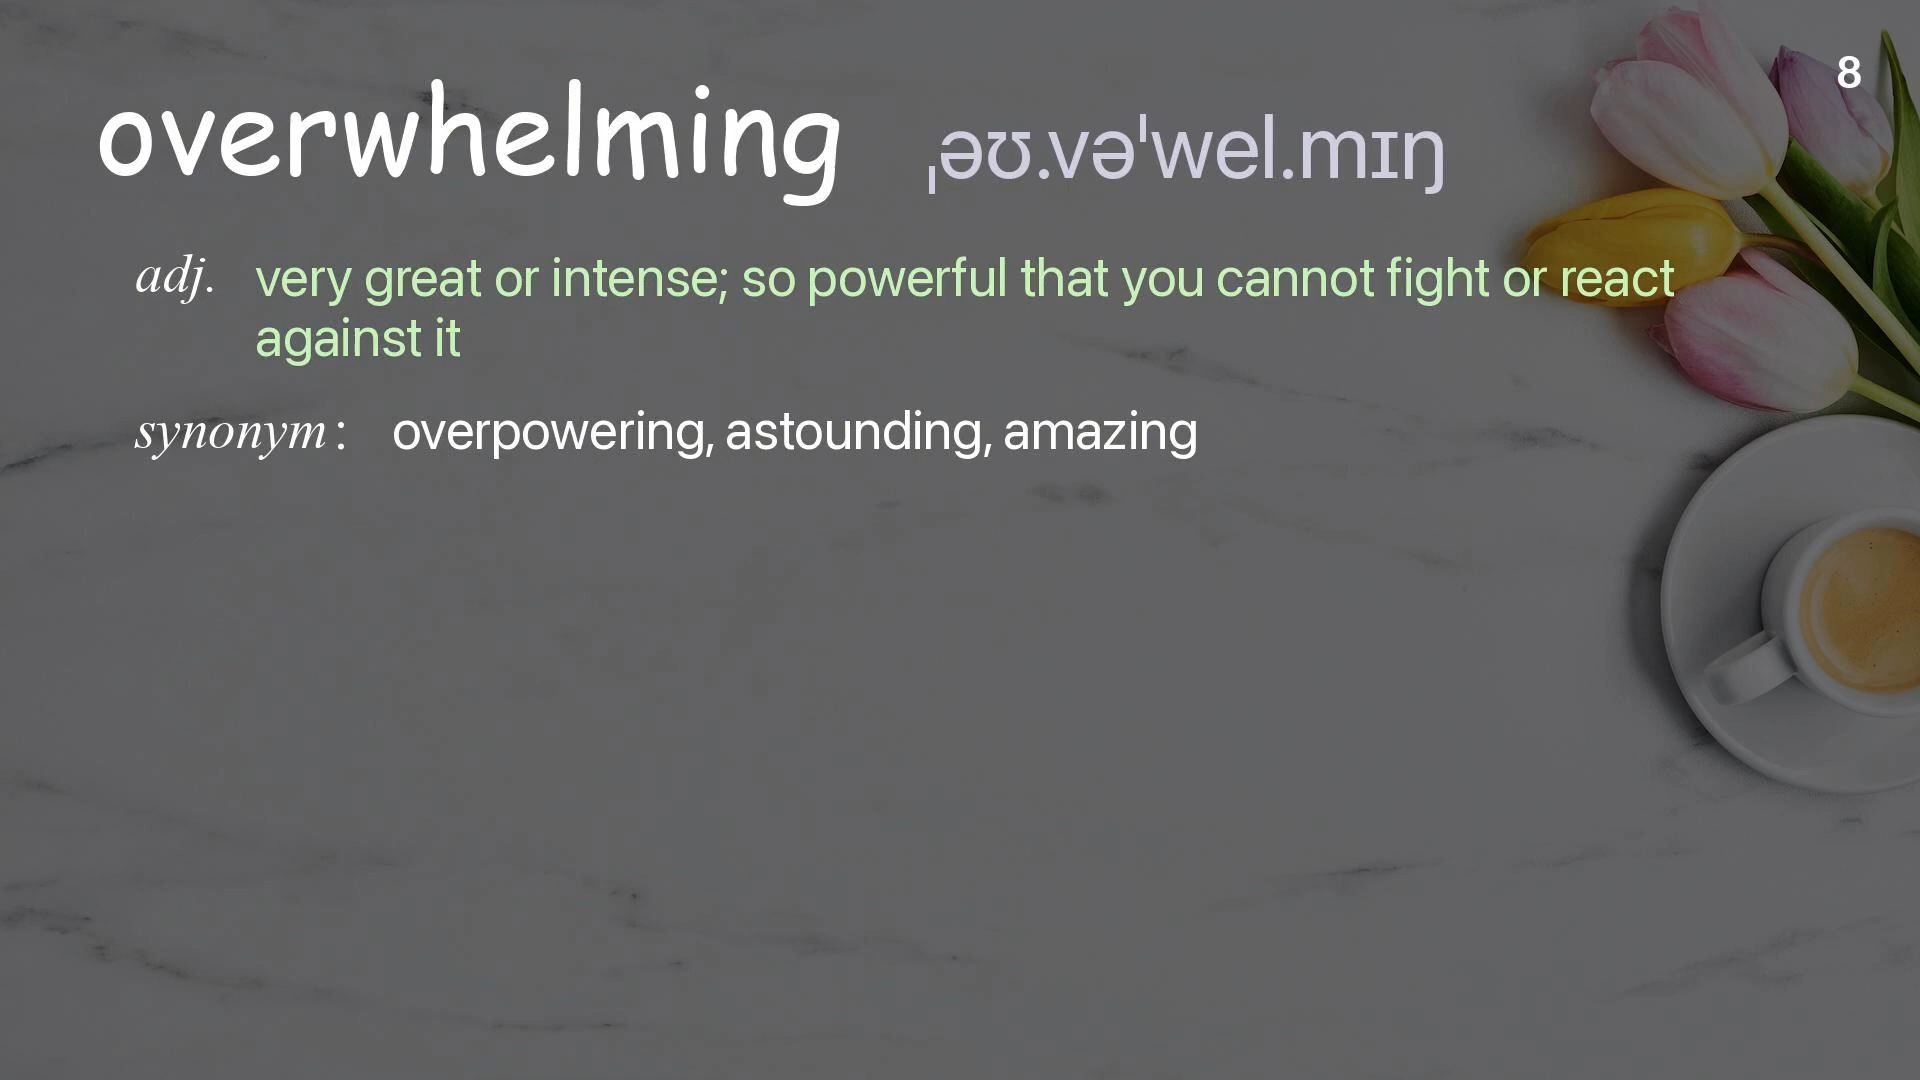 8
overwhelming ˌəʊ.vəˈwel.mɪŋ
adj. very great or intense; so powerful that you cannot fight or react
against it
synonym: overpowering, astounding, amazing